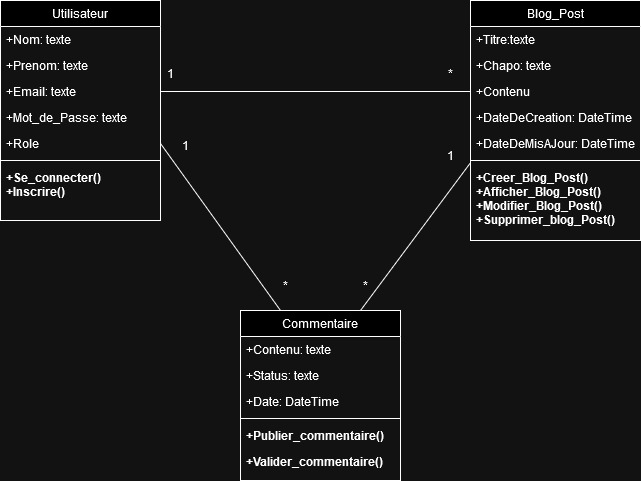 Utilisateur
+Nom: texte
+Prenom: texte
+Email: texte
+Mot_de_Passe: texte
+Role
+Se_connecter()
+Inscrire()
1
*
Blog_Post
+Titre:texte
+Chapo: texte
+Contenu
+DateDeCreation: DateTime
+DateDeMisAJour: DateTime
+Creer_Blog_Post()
+Afficher_Blog_Post()
+Modifier_Blog_Post()
+Supprimer_blog_Post()
1
1
*
*
Commentaire
+Contenu: texte
+Status: texte
+Date: DateTime
+Publier_commentaire()
+Valider_commentaire()